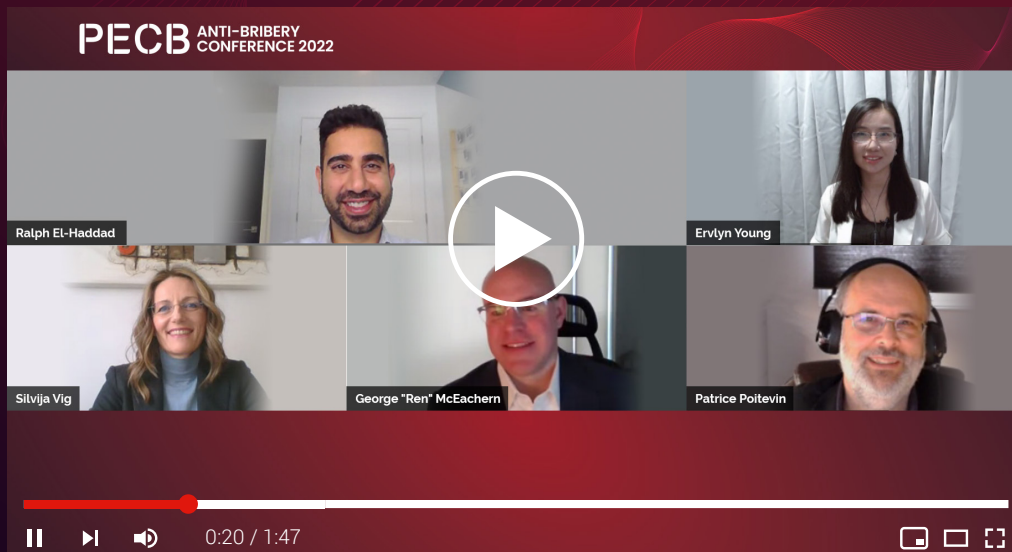 PECB ANTI-BRIBERY
CONFERENCE 2022
Ralph El-Haddad
Ervlyn Young
Silvija Vig
George "Ren" McEachern
Patrice Poitevin
0:20 / 1:47